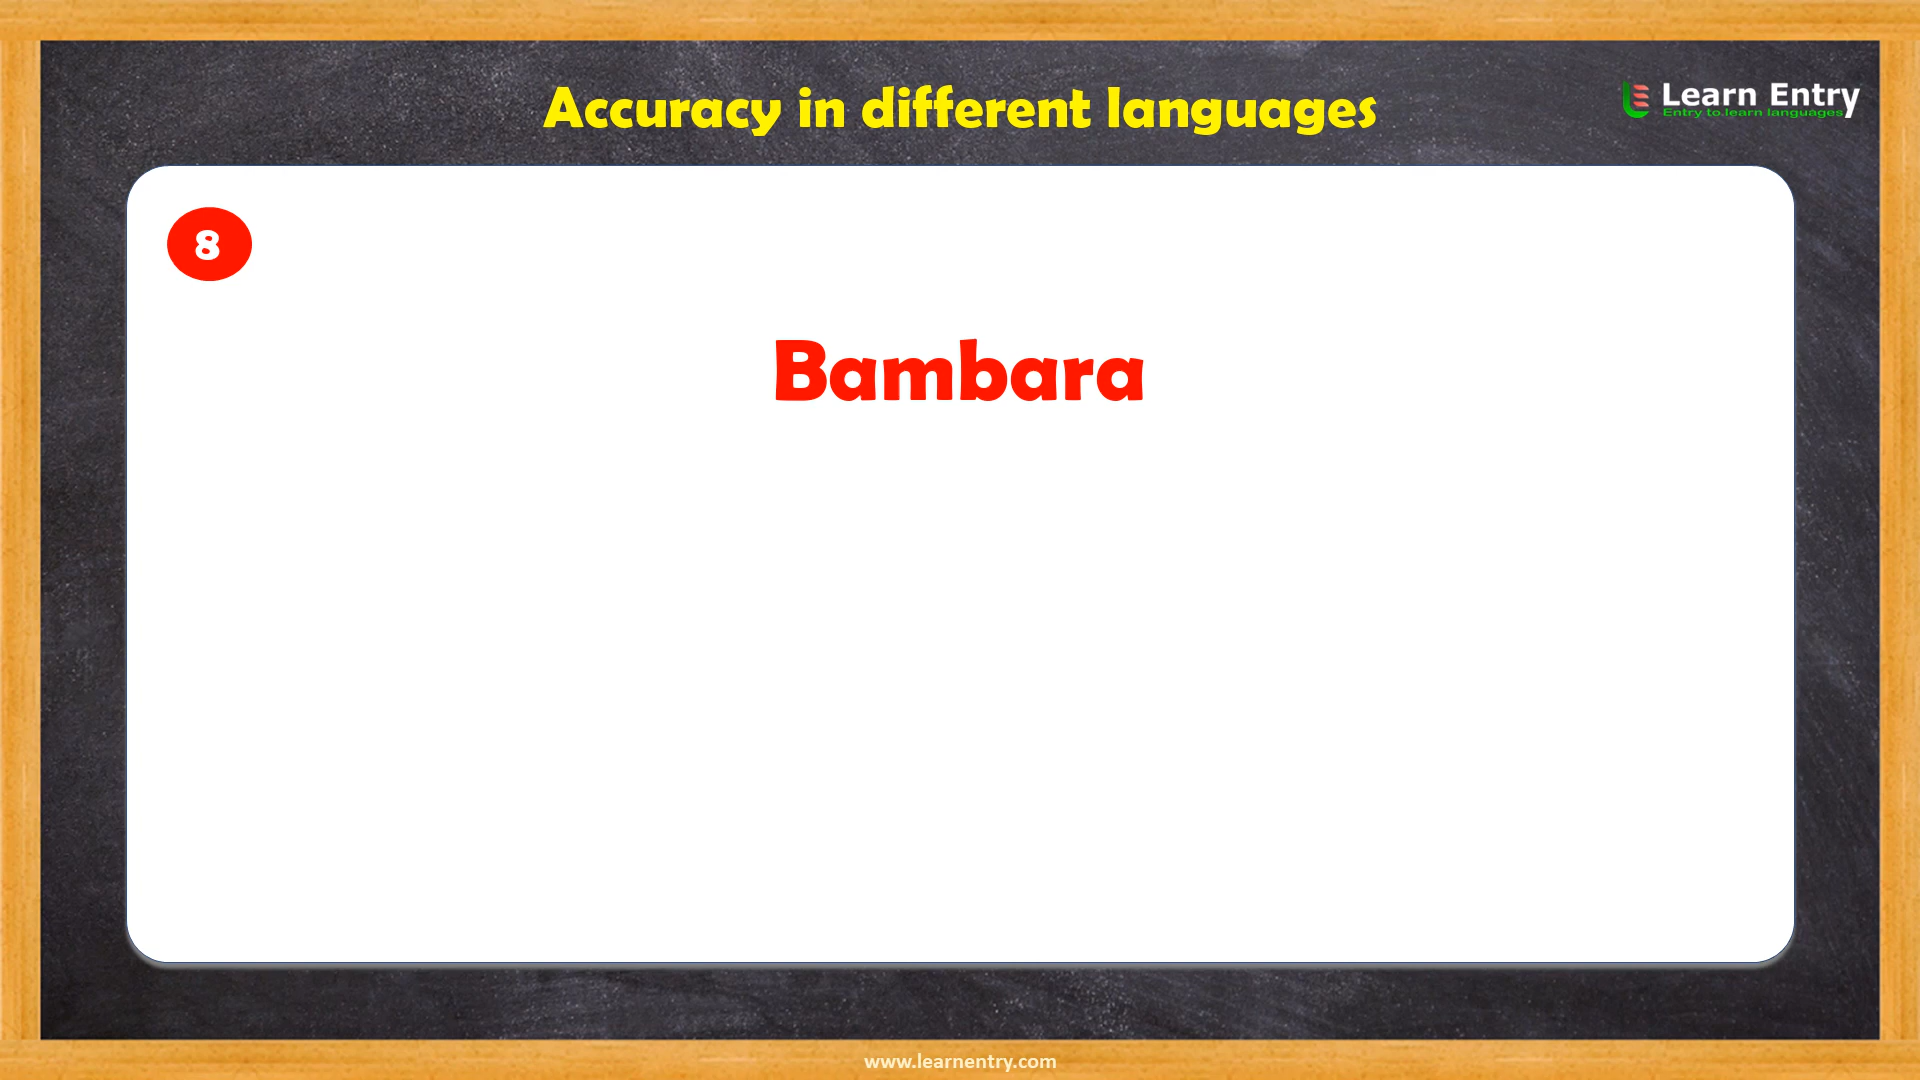 Accuracy in different languages
Learn Entry
Entry to learn languages
8
Bambara
www.learnentry.com